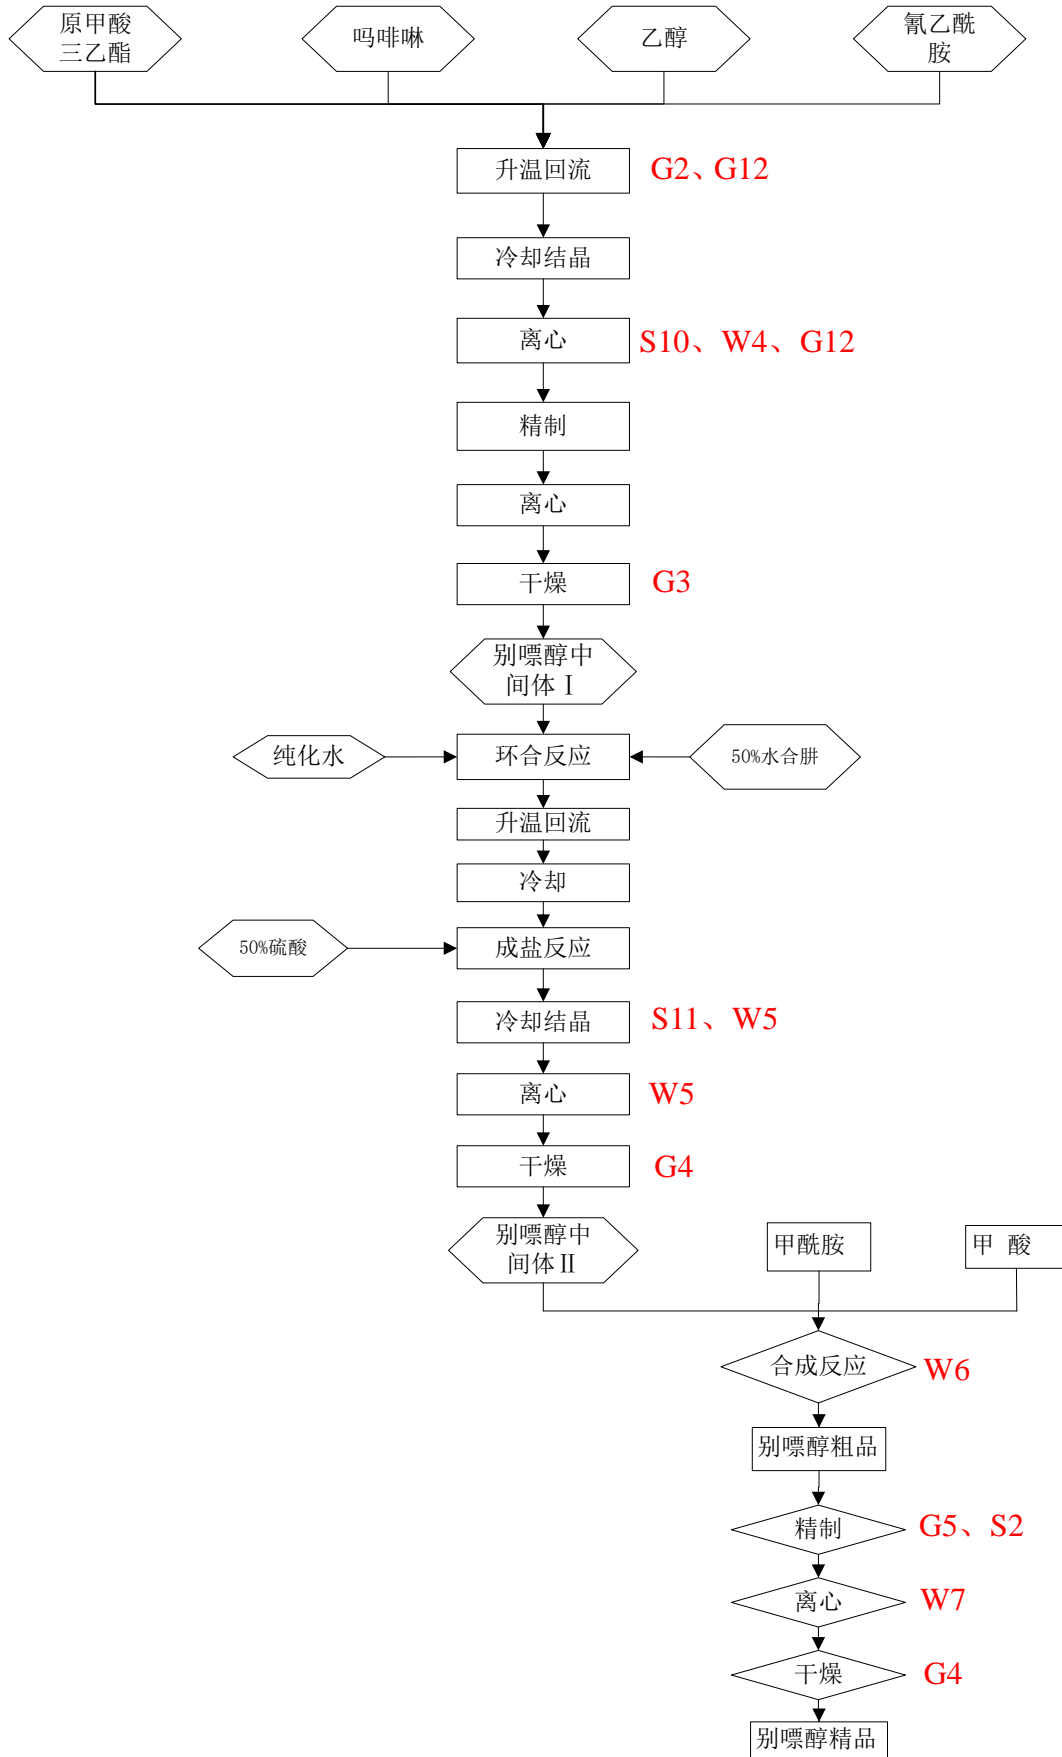 原甲酸
三乙酯
吗啡啉
乙醇
氰乙酰
胺
升温回流
G2、G12
冷却结晶
离心
S10、W4、G12
精制
离心
干燥
G3
别嘌醇中
间体Ⅰ
纯化水
环合反应
50%水合肼
升温回流
冷却
50%硫酸
成盐反应
冷却结晶
S11、W5
离心
W5
干燥
G4
别嘌醇中
间体Ⅱ
甲酰胺
甲 酸
合成反应
W6
别嘌醇粗品
精制
G5、S2
离心
W7
干燥
G4
别嘌醇精品